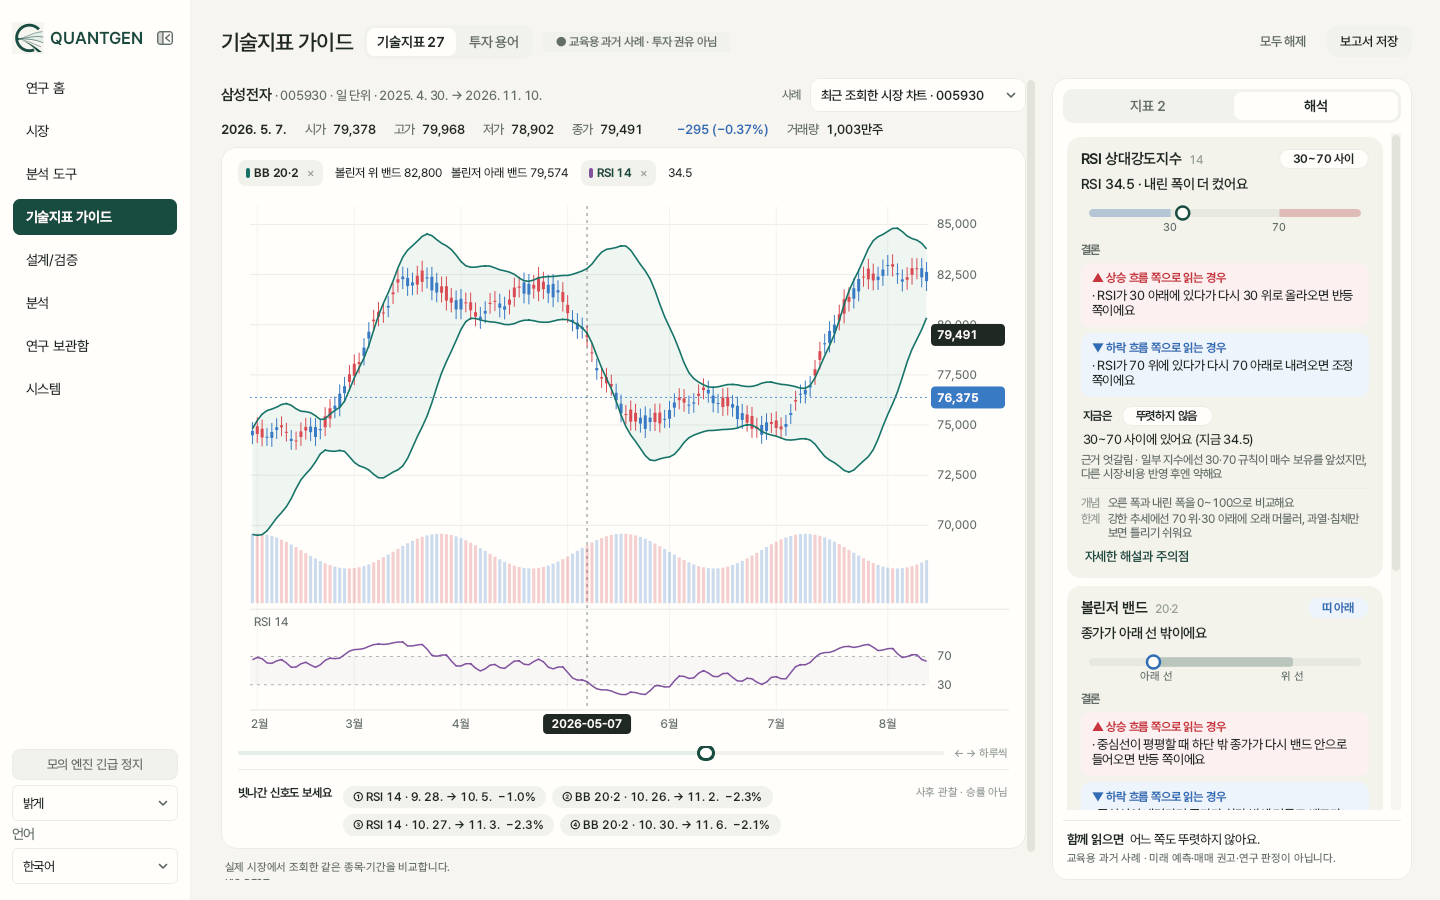 QUANTGEN
연구 홈
시장
분석 도구
기술지표 가이드
설계/검증
분석
연구 보관함
시스템
모의 엔진 긴급 정지
밝게
언어
한국어
기술지표 가이드
기술지표 27
투자 용어
● 교육용 과거 사례 · 투자 권유 아님
모두 해제
보고서 저장
삼성전자 · 005930 · 일 단위 · 2025. 4. 30. → 2026. 11. 10.
사례
최근 조회한 시장 차트 · 005930
2026. 5. 7. 시가 79,378 고가 79,968 저가 78,902 종가 79,491 −295 (−0.37%) 거래량 1,003만주
BB 20·2 × 볼린저 위 밴드 82,800 볼린저 아래 밴드 79,574 RSI 14 × 34.5
85,000
82,500
79,491
77,500
76,375
75,000
72,500
70,000
RSI 14
70
30
2월 3월 4월 2026-05-07 6월 7월 8월
← → 하루씩
빗나간 신호도 보세요
① RSI 14 · 9. 28. → 10. 5. −1.0%
② BB 20·2 · 10. 26. → 11. 2. −2.3%
사후 관찰 · 승률 아님
③ RSI 14 · 10. 27. → 11. 3. −2.3%
④ BB 20·2 · 10. 30. → 11. 6. −2.1%
실제 시장에서 조회한 같은 종목·기간을 비교합니다.
지표 2
해석
RSI 상대강도지수 14
30~70 사이
RSI 34.5 · 내린 폭이 더 컸어요
30 70
결론
▲ 상승 흐름 쪽으로 읽는 경우
· RSI가 30 아래에 있다가 다시 30 위로 올라오면 반등
쪽이에요
▼ 하락 흐름 쪽으로 읽는 경우
· RSI가 70 위에 있다가 다시 70 아래로 내려오면 조정
쪽이에요
지금은 뚜렷하지 않음
30~70 사이에 있어요 (지금 34.5)
근거 엇갈림 · 일부 지수에선 30·70 규칙이 매수 보유를 앞섰지만,
다른 시장·비용 반영 후엔 약해요
개념 오른 폭과 내린 폭을 0~100으로 비교해요
한계 강한 추세에선 70 위·30 아래에 오래 머물러, 과열·침체만
보면 틀리기 쉬워요
자세한 해설과 주의점
볼린저 밴드 20·2
띠 아래
종가가 아래 선 밖이에요
아래 선 위 선
결론
▲ 상승 흐름 쪽으로 읽는 경우
· 중심선이 평평할 때 하단 밖 종가가 다시 밴드 안으로
들어오면 반등 쪽이에요
▼ 하락 흐름 쪽으로 읽는 경우
함께 읽으면 어느 쪽도 뚜렷하지 않아요.
교육용 과거 사례 · 미래 예측·매매 권고·연구 판정이 아닙니다.